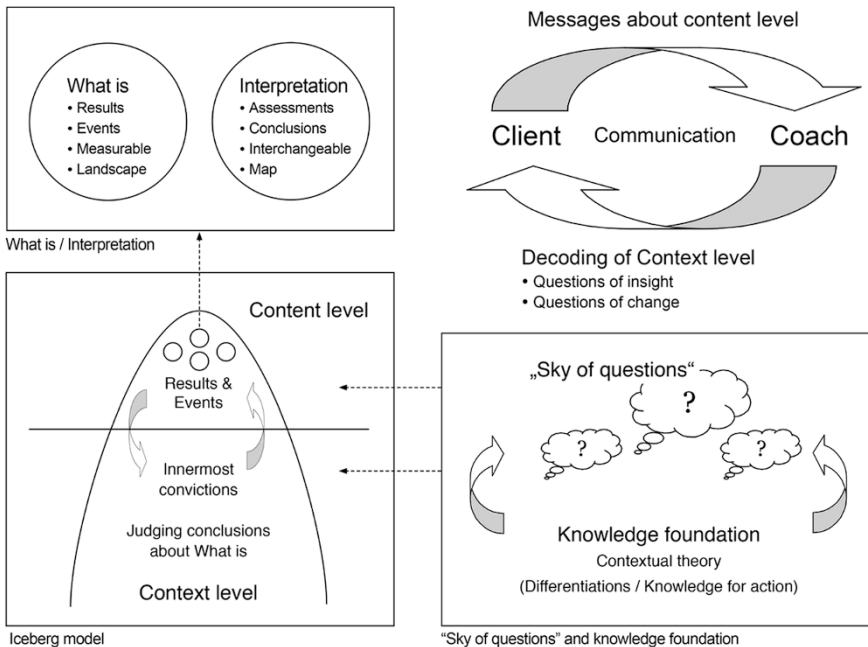 What is
• Results
• Events
• Measurable
• Landscape
Interpretation
• Assessments
• Conclusions
• Interchangeable
• Map
What is / Interpretation
Messages about content level
Client
Communication
Coach
Decoding of Context level
• Questions of insight
• Questions of change
Content level
Results &
Events
Innermost
convictions
Judging conclusions
about What is
Context level
Iceberg model
„Sky of questions“
?
?
?
Knowledge foundation
Contextual theory
(Differentiations / Knowledge for action)
“Sky of questions” and knowledge foundation